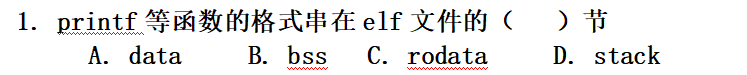 1. printf 等函数的格式串在 elf 文件的（    ）节
A. data    B. bss    C. rodata    D. stack